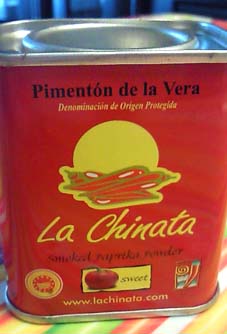 Pimentón de la Vera
Denominación de Origen Protegida
La Chinata
smoked paprika powder
sweet.
www.lachinata.com